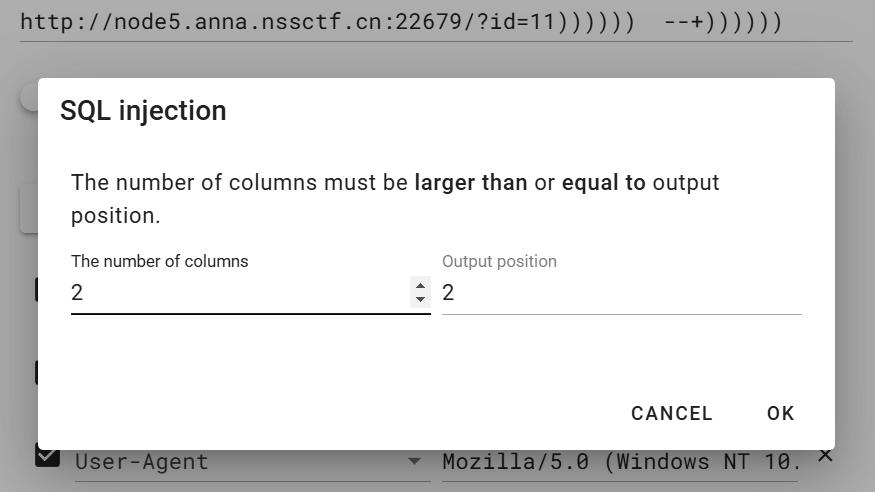 http://node5.anna.nssctf.cn:22679/?id=11))))))  --+))))))
SQL injection
The number of columns must be larger than or equal to output
position.
The number of columns
Output position
2
2
CANCEL
OK
User-Agent
Mozilla/5.0 (Windows NT 10.